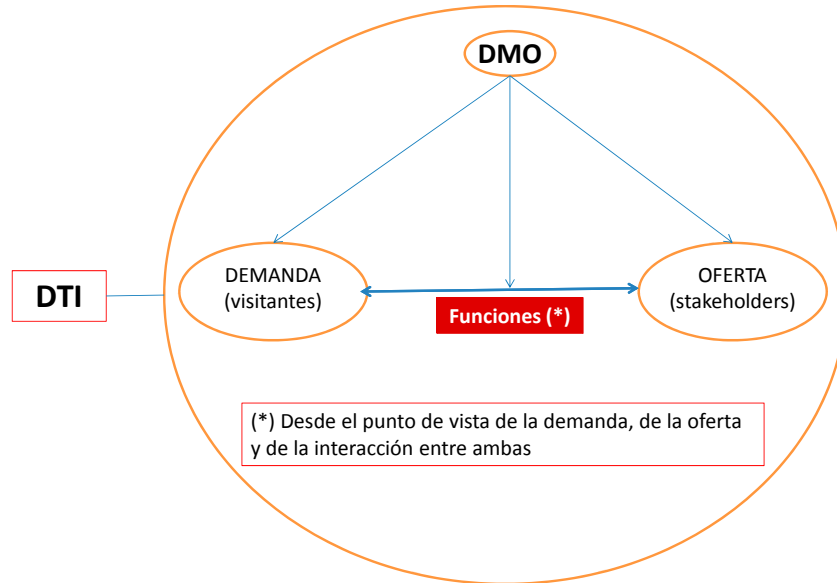 DMO
DEMANDA
(visitantes)
OFERTA
(stakeholders)
DTI
Funciones (*)
(*) Desde el punto de vista de la demanda, de la oferta
y de la interacción entre ambas